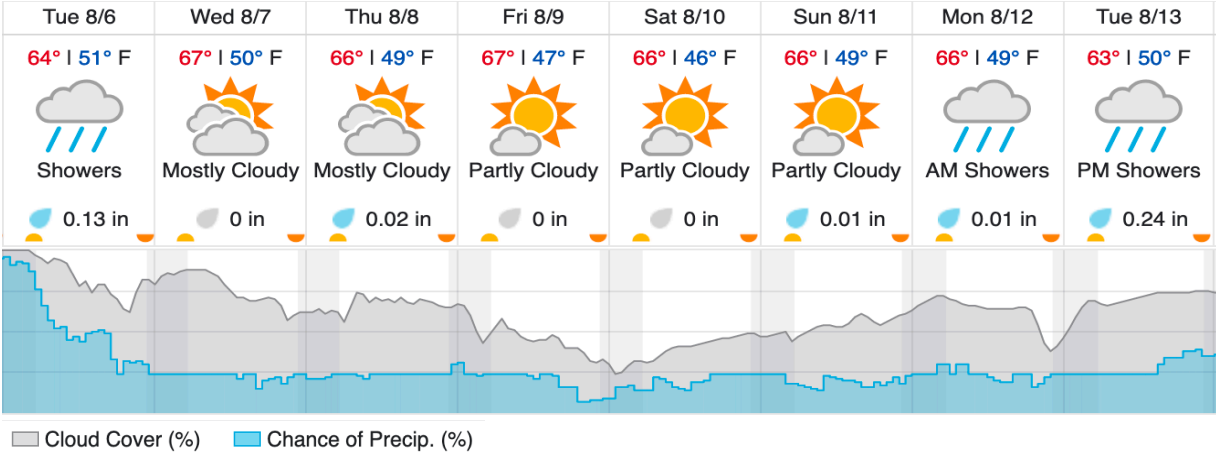 Tue 8/6 Wed 8/7 Thu 8/8 Fri 8/9 Sat 8/10 Sun 8/11 Mon 8/12 Tue 8/13
64° | 51° F 67° | 50° F 66° | 49° F 67° | 47° F 66° | 46° F 66° | 49° F 66° | 49° F 63° | 50° F
Showers Mostly Cloudy Mostly Cloudy Partly Cloudy Partly Cloudy Partly Cloudy AM Showers PM Showers
0.13 in 0 in 0.02 in 0 in 0 in 0.01 in 0.01 in 0.24 in
Cloud Cover (%) Chance of Precip. (%)